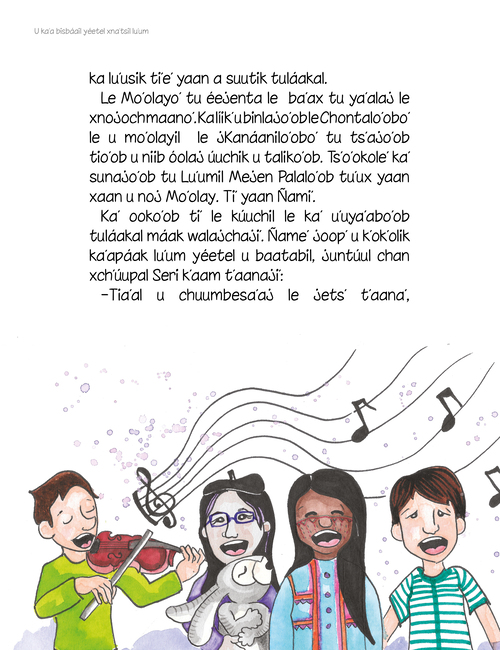 U ka'a bisbáail yéetel xna'tsil lu'um
ka lu'usik ti'e' yaan a suutik tuláakal.
Le Mo'olayo' tu éejenta le ba'ax tu ya'alaj le
xnojochmaano'. Ka líik' u binlajo'ob le Chontalo'obo'
le u mo'olayil le jKanáanilo'obo' tu ts'ajo'ob
tio'ob u niib óolaj úuchik u taliko'ob. Ts'o'okole' ka'
sunajo'ob tu Lu'umil Mejen Palalo'ob tu'ux yaan
xaan u noj Mo'olay. Ti' yaan Ñami'.
Ka' ooko'ob ti' le kúuchil le ka' u'uya'abo'ob
tuláakal máak walajchaji'. Ñame' joop' u k'ok'olik
ka'apáak lu'um yéetel u baatabil, juntúul chan
xch'úupal Seri k'aam t'aanaji:
–Tia'al u chuumbesa'aj le jets' t'aana',